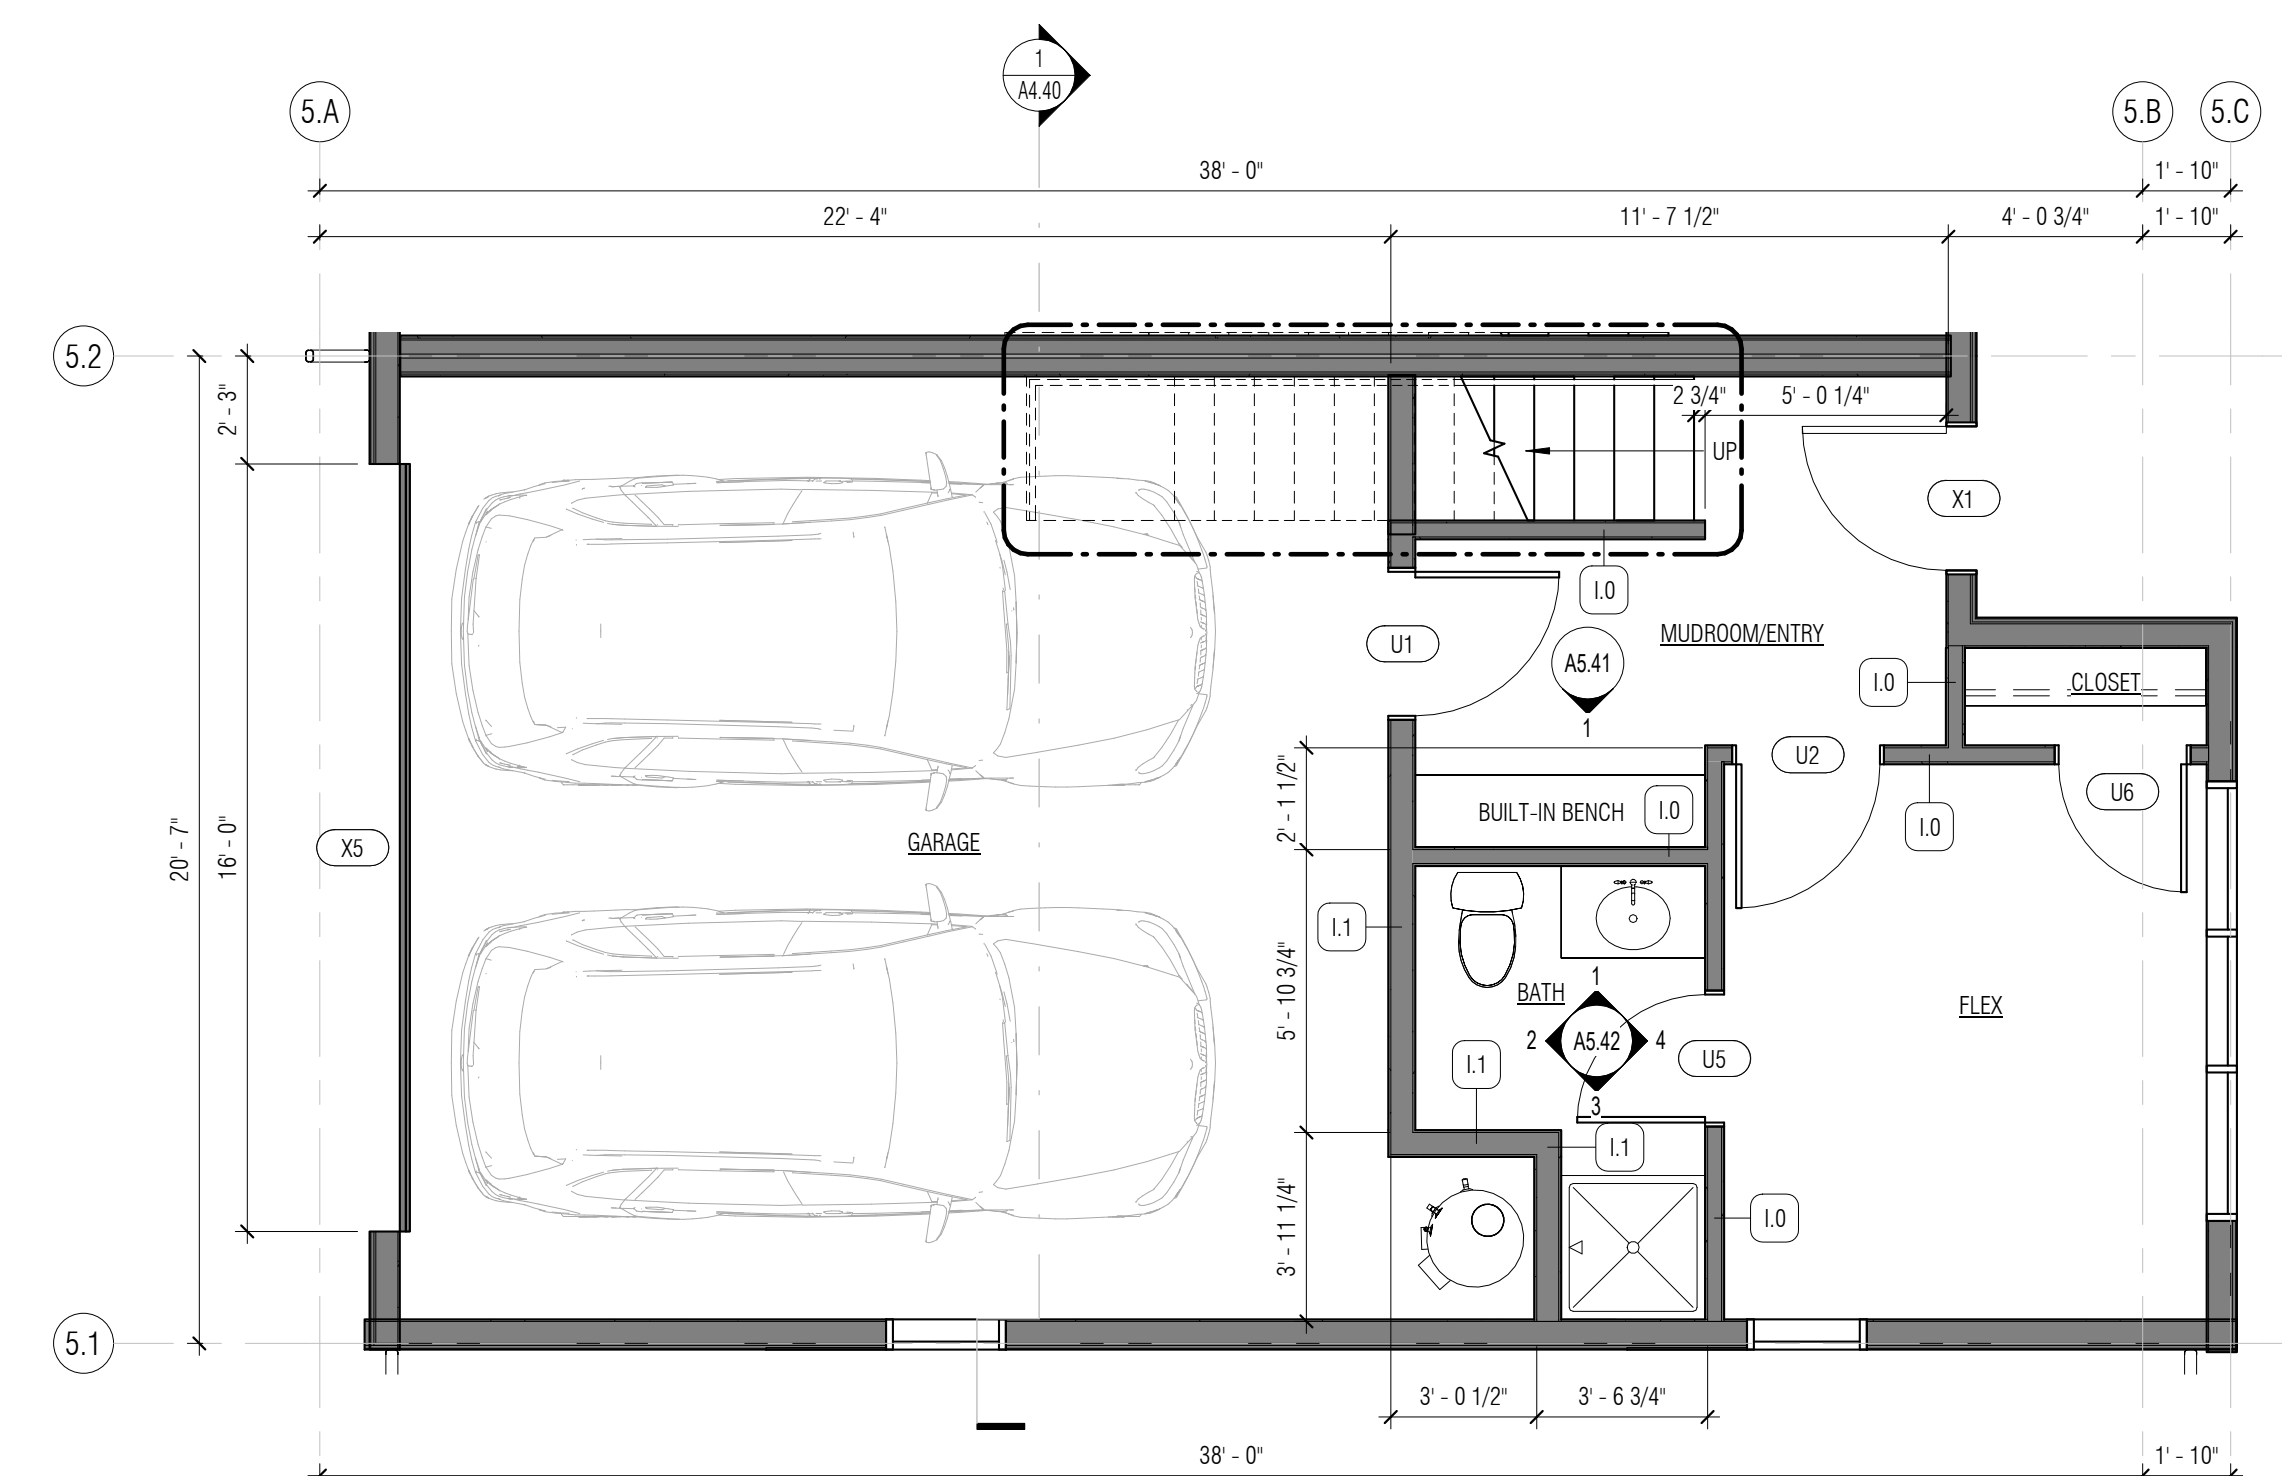 1
A4.40
5.A
5.B
5.C
38' - 0"
1' - 10"
22' - 4"
11' - 7 1/2"
4' - 0 3/4"
1' - 10"
5.2
2' - 3"
2 3/4"
5' - 0 1/4"
UP
X1
I.0
U1
MUDROOM/ENTRY
A5.41
1
I.0
CLOSET
U2
U6
2' - 1 1/2"
BUILT-IN BENCH
I.0
I.0
20' - 7"
16' - 0"
X5
GARAGE
I.1
5' - 10 3/4"
BATH
1
2
A5.42
4
3
U5
FLEX
I.1
I.1
3' - 11 1/4"
I.0
5.1
3' - 0 1/2"
3' - 6 3/4"
38' - 0"
1' - 10"